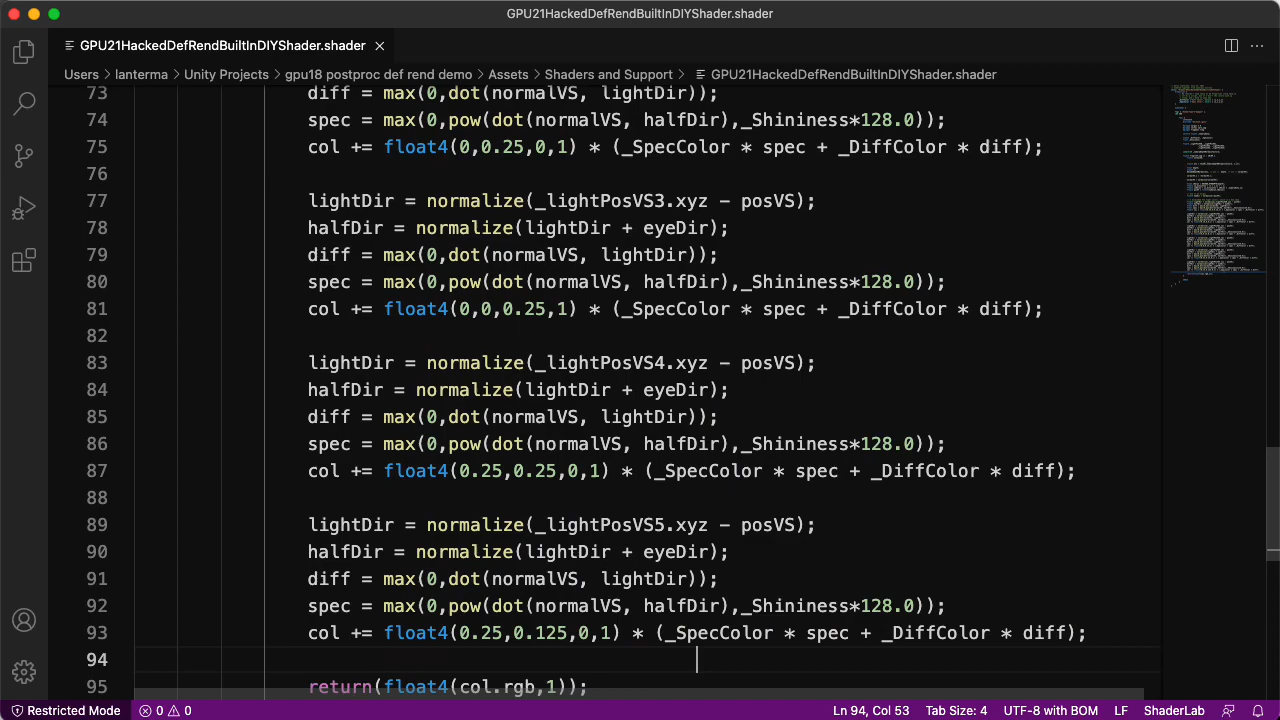 GPU21HackedDefRendBuiltInDIYShader.shader
GPU21HackedDefRendBuiltInDIYShader.shader
Users > lanterma > Unity Projects > gpu18 postproc def rend demo > Assets > Shaders and Support > GPU21HackedDefRendBuiltInDIYShader.shader
73 diff = max(0,dot(normalVS, lightDir));
74 spec = max(0,pow(dot(normalVS, halfDir),_Shininess*128.0));
75 col += float4(0,0.25,0,1) * (_SpecColor * spec + _DiffColor * diff);
76
77 lightDir = normalize(_lightPosVS3.xyz - posVS);
78 halfDir = normalize(lightDir + eyeDir);
79 diff = max(0,dot(normalVS, lightDir));
80 spec = max(0,pow(dot(normalVS, halfDir),_Shininess*128.0));
81 col += float4(0,0,0.25,1) * (_SpecColor * spec + _DiffColor * diff);
82
83 lightDir = normalize(_lightPosVS4.xyz - posVS);
84 halfDir = normalize(lightDir + eyeDir);
85 diff = max(0,dot(normalVS, lightDir));
86 spec = max(0,pow(dot(normalVS, halfDir),_Shininess*128.0));
87 col += float4(0.25,0.25,0,1) * (_SpecColor * spec + _DiffColor * diff);
88
89 lightDir = normalize(_lightPosVS5.xyz - posVS);
90 halfDir = normalize(lightDir + eyeDir);
91 diff = max(0,dot(normalVS, lightDir));
92 spec = max(0,pow(dot(normalVS, halfDir),_Shininess*128.0));
93 col += float4(0.25,0.125,0,1) * (_SpecColor * spec + _DiffColor * diff);
94
95 return(float4(col.rgb,1));
Restricted Mode 0 0 Ln 94, Col 53 Tab Size: 4 UTF-8 with BOM LF ShaderLab